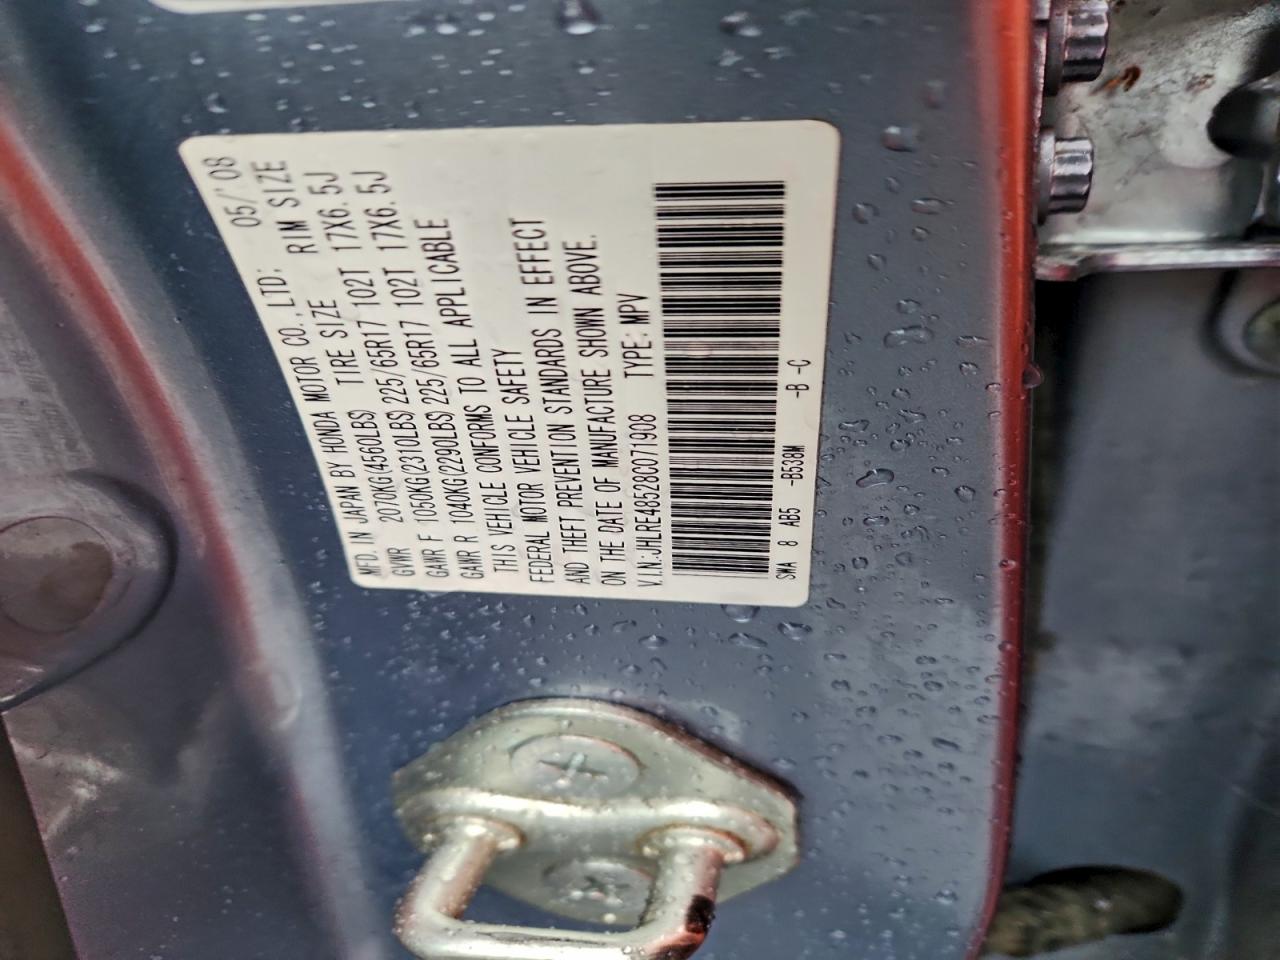 MFD. IN JAPAN BY HONDA MOTOR CO.,LTD: 05/'08
GVWR 2070KG(4560LBS) TIRE SIZE RIM SIZE
GAWR F 1050KG(2310LBS) 225/65R17 102T 17X6.5J
GAWR R 1040KG(2290LBS) 225/65R17 102T 17X6.5J
THIS VEHICLE CONFORMS TO ALL APPLICABLE
FEDERAL MOTOR VEHICLE SAFETY
AND THEFT PREVENTION STANDARDS IN EFFECT
ON THE DATE OF MANUFACTURE SHOWN ABOVE.
V.I.N.:JHLRE48528C071908 TYPE: MPV
SWA 8 AB5 -B538M -B -C